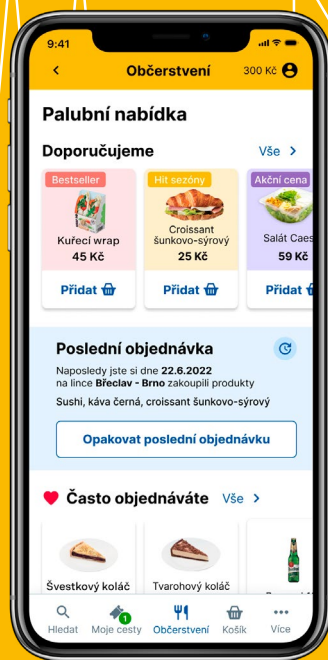 9:41
Občerstvení
300 Kč
Palubní nabídka
Doporučujeme
Vše >
Bestseller
Hit sezóny
Akční cena
Kuřecí wrap
45 Kč
Croissant
šunkovo-sýrový
25 Kč
Salát Caes
59 Kč
Přidat
Přidat
Přidat
Poslední objednávka
Naposledy jste si dne 22.6.2022
na lince Břeclav - Brno zakoupili produkty
Sushi, káva černá, croissant šunkovo-sýrový
Opakovat poslední objednávku
Často objednáváte
Vše >
Švestkový koláč
Tvarohový koláč
1
Hledat
Moje cesty
Občerstvení
Košík
Více